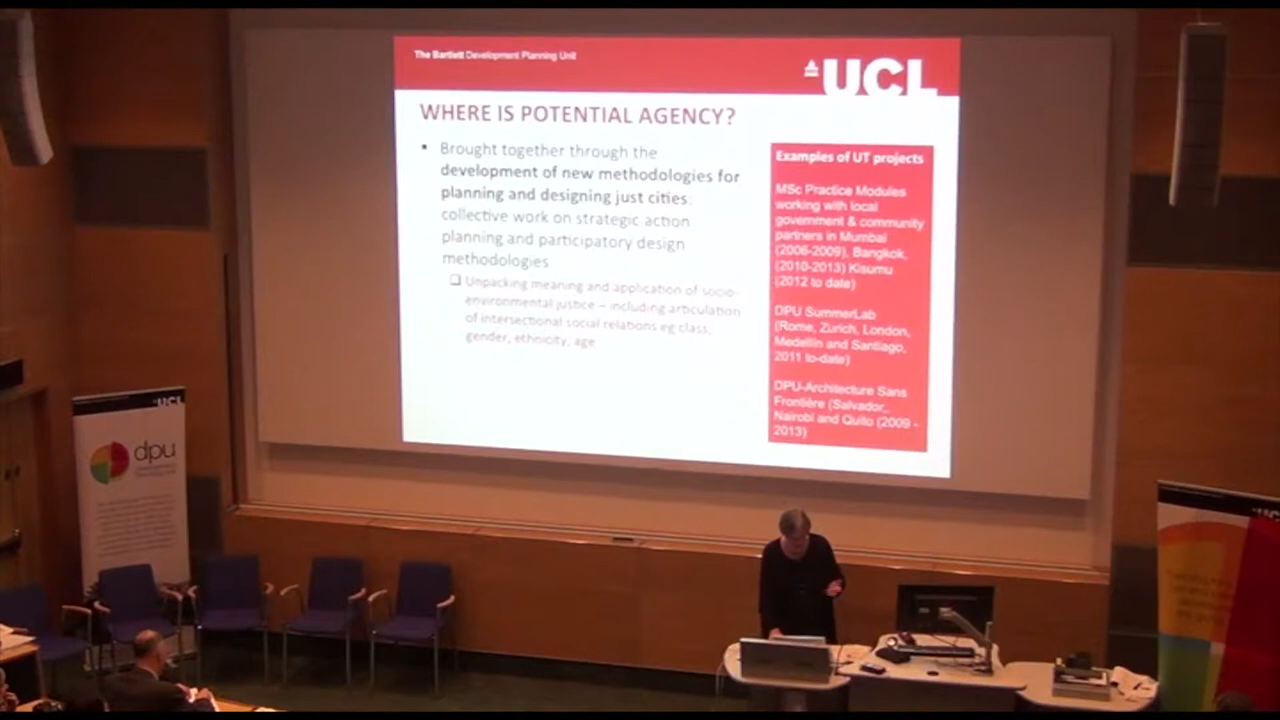 The Bartlett Development Planning Unit
UCL
WHERE IS POTENTIAL AGENCY?
▪ Brought together through the
development of new methodologies for
planning and designing just cities:
collective work on strategic action
planning and participatory design
methodologies
❑ Unpacking meaning and application of socio-
environmental justice – including articulation
of intersectional social relations eg class,
gender, ethnicity, age
Examples of UT projects
MSc Practice Modules
working with local
government & community
partners in Mumbai
(2006-2009), Bangkok,
(2010-2013) Kisumu
(2012 to date)
DPU SummerLab
(Rome, Zurich, London,
Medellin and Santiago,
2011 to-date)
DPU-Architecture Sans
Frontière (Salvador,
Nairobi and Quito (2009 -
2013)
UCL
dpu